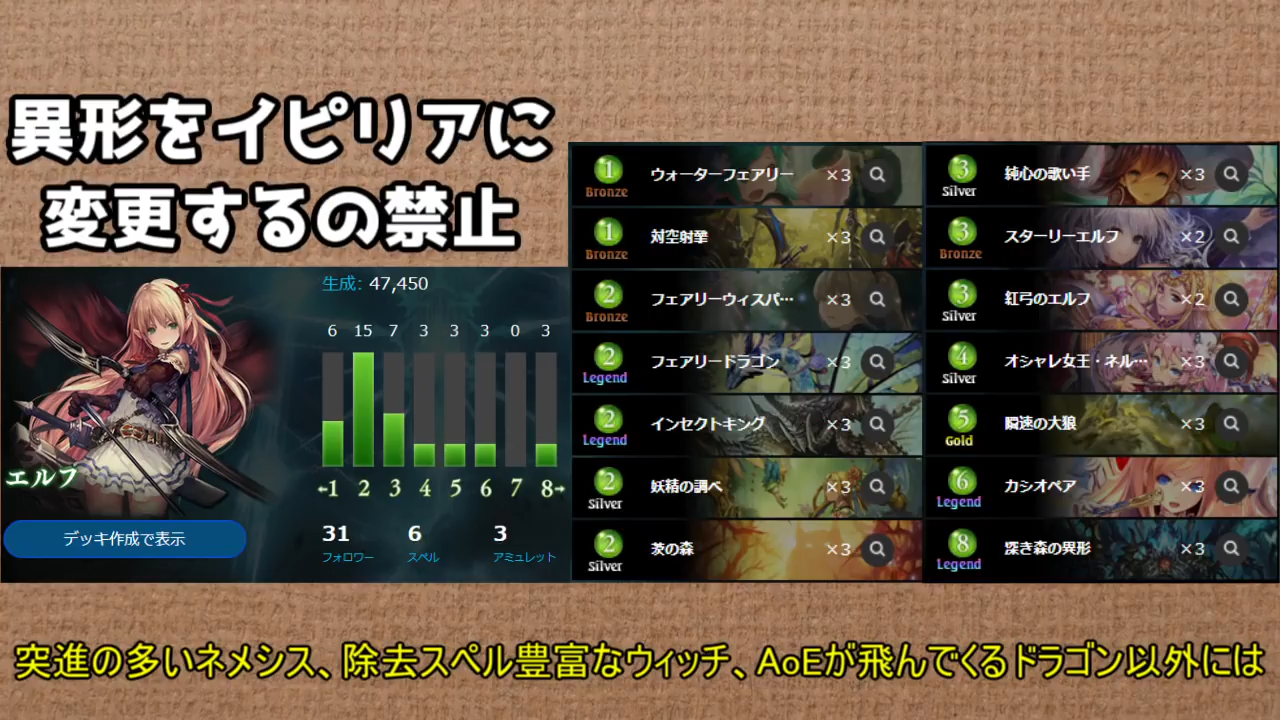 異形をイピリアに
変更するの禁止
生成: 47,450
6 15 7 3 3 3 0 3
←1 2 3 4 5 6 7 8→
エルフ
デッキ作成で表示
31 6 3
フォロワー スペル アミュレット
1 Bronze ウォーターフェアリー ×3
1 Bronze 対空射撃 ×3
2 Bronze フェアリーウィスパ… ×3
2 Legend フェアリードラゴン ×3
2 Legend インセクトキング ×3
2 Silver 妖精の調べ ×3
2 Silver 茨の森 ×3
3 Silver 純心の歌い手 ×3
3 Bronze スターリーエルフ ×2
3 Silver 紅弓のエルフ ×2
4 Silver オシャレ女王・ネル… ×3
5 Gold 瞬速の大狼 ×3
6 Legend カシオペア ×3
8 Legend 深き森の異形 ×3
突進の多いネメシス、除去スペル豊富なウィッチ、AoEが飛んでくるドラゴン以外には